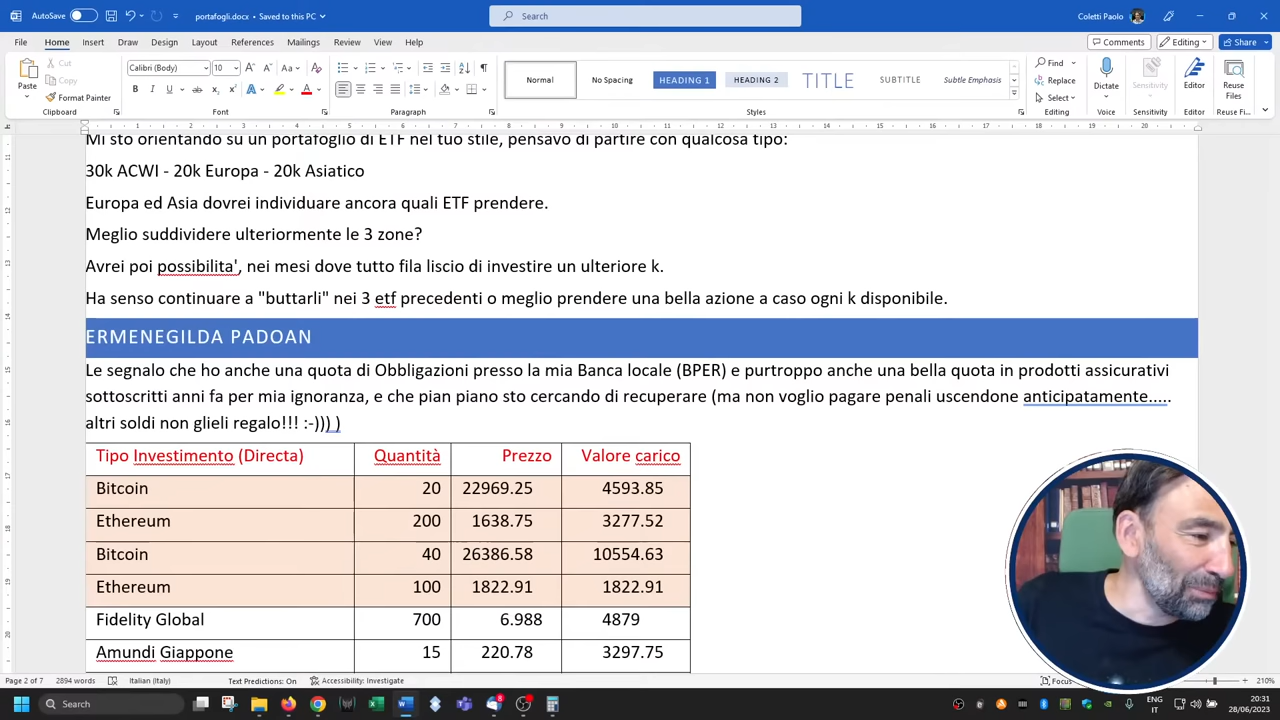 AutoSave Off portafogli.docx • Saved to this PC Search Coletti Paolo
File Home Insert Draw Design Layout References Mailings Review View Help Comments Editing Share
Cut
Copy
Format Painter
Paste
Calibri (Body) 10
Normal No Spacing HEADING 1 HEADING 2 TITLE SUBTITLE Subtle Emphasis
Find
Replace
Select
Dictate Sensitivity Editor Reuse Files
Clipboard Font Paragraph Styles Editing Voice Sensitivity Editor Reuse Fi...
Mi sto orientando su un portafoglio di ETF nel tuo stile, pensavo di partire con qualcosa tipo:
30k ACWI - 20k Europa - 20k Asiatico
Europa ed Asia dovrei individuare ancora quali ETF prendere.
Meglio suddividere ulteriormente le 3 zone?
Avrei poi possibilita', nei mesi dove tutto fila liscio di investire un ulteriore k.
Ha senso continuare a "buttarli" nei 3 etf precedenti o meglio prendere una bella azione a caso ogni k disponibile.
ERMENEGILDA PADOAN
Le segnalo che ho anche una quota di Obbligazioni presso la mia Banca locale (BPER) e purtroppo anche una bella quota in prodotti assicurativi
sottoscritti anni fa per mia ignoranza, e che pian piano sto cercando di recuperare (ma non voglio pagare penali uscendone anticipatamente.....
altri soldi non glieli regalo!!! :-))) )
Tipo Investimento (Directa) Quantità Prezzo Valore carico
Bitcoin 20 22969.25 4593.85
Ethereum 200 1638.75 3277.52
Bitcoin 40 26386.58 10554.63
Ethereum 100 1822.91 1822.91
Fidelity Global 700 6.988 4879
Amundi Giappone 15 220.78 3297.75
Page 2 of 7 2894 words Italian (Italy) Text Predictions: On Accessibility: Investigate Focus 210%
Search ENG IT 20:31 28/06/2023